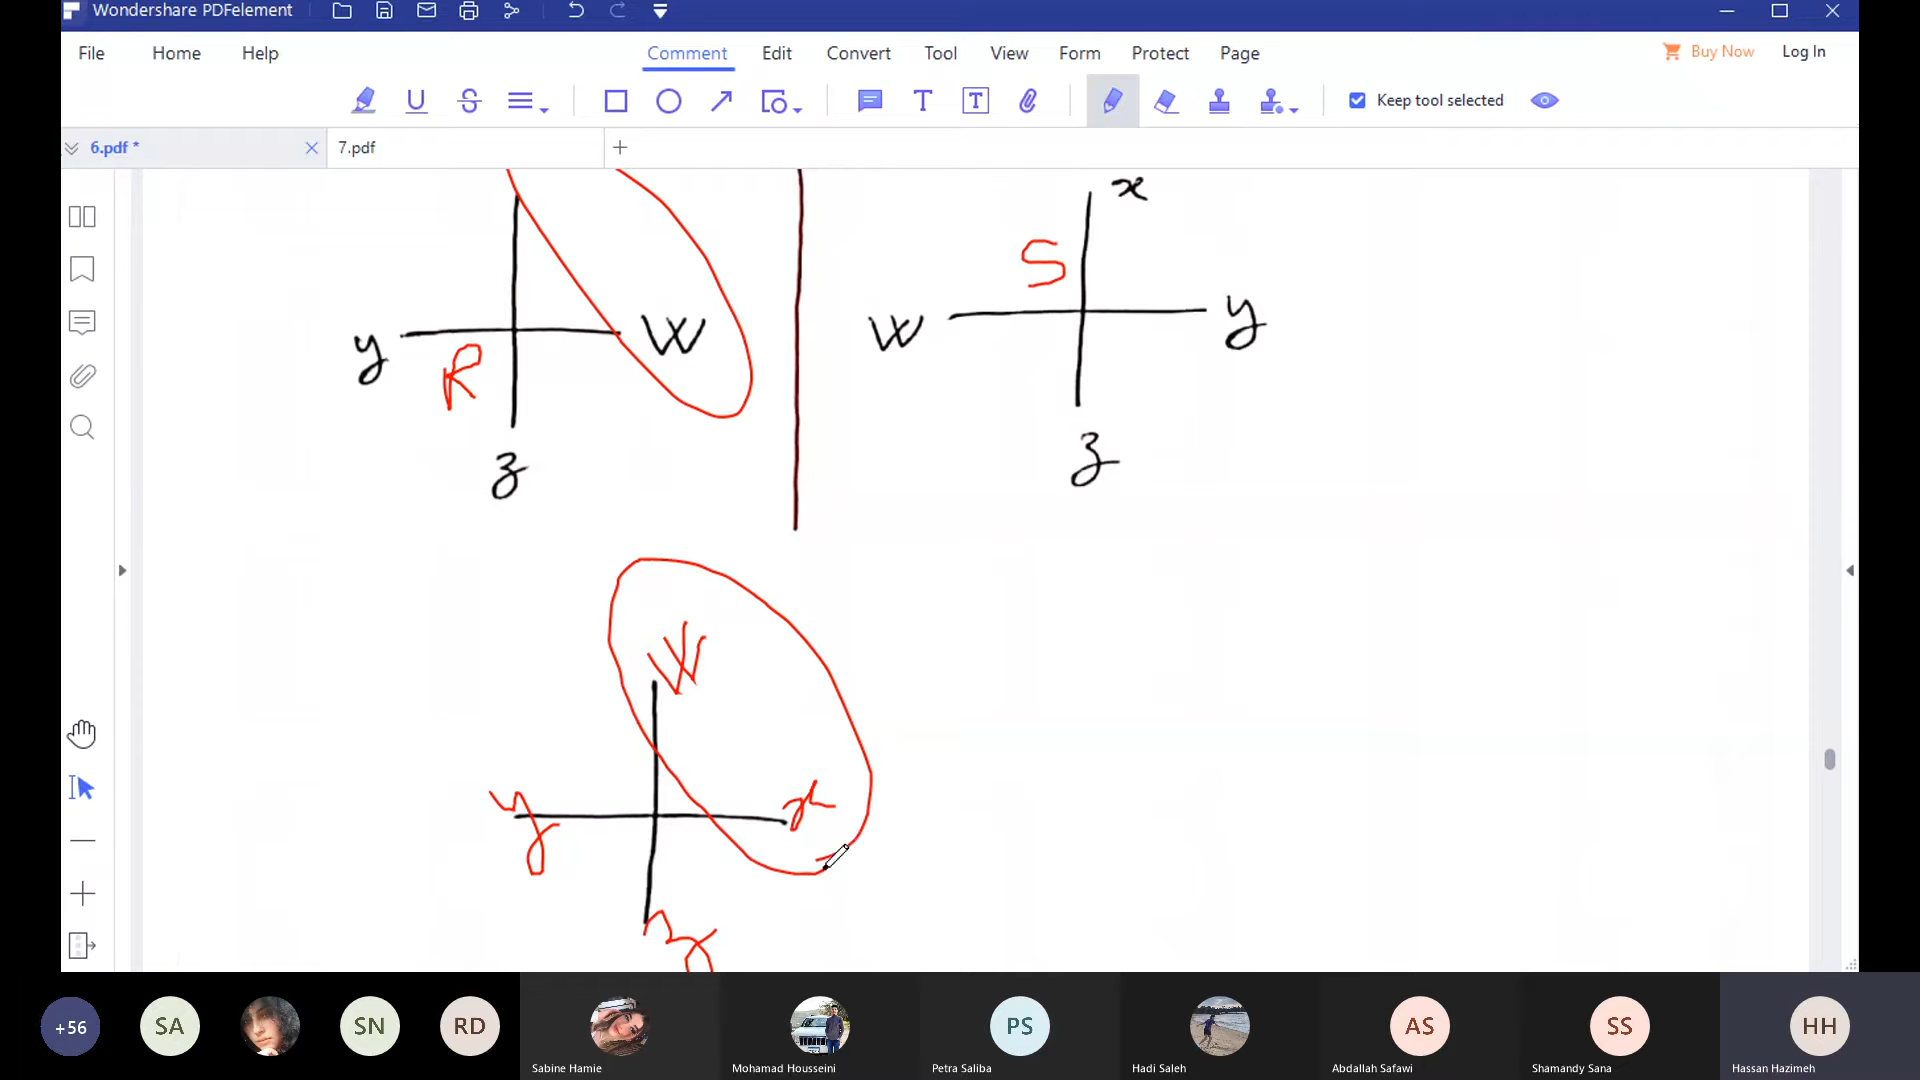 Wondershare PDFelement
File Home Help Comment Edit Convert Tool View Form Protect Page Buy Now Log In
U S T T Keep tool selected
6.pdf * 7.pdf
x
S
y W W y
R
z z
W
y x
z
+56 SA SN RD PS AS SS HH
Sabine Hamie Mohamad Housseini Petra Saliba Hadi Saleh Abdallah Safawi Shamandy Sana Hassan Hazimeh